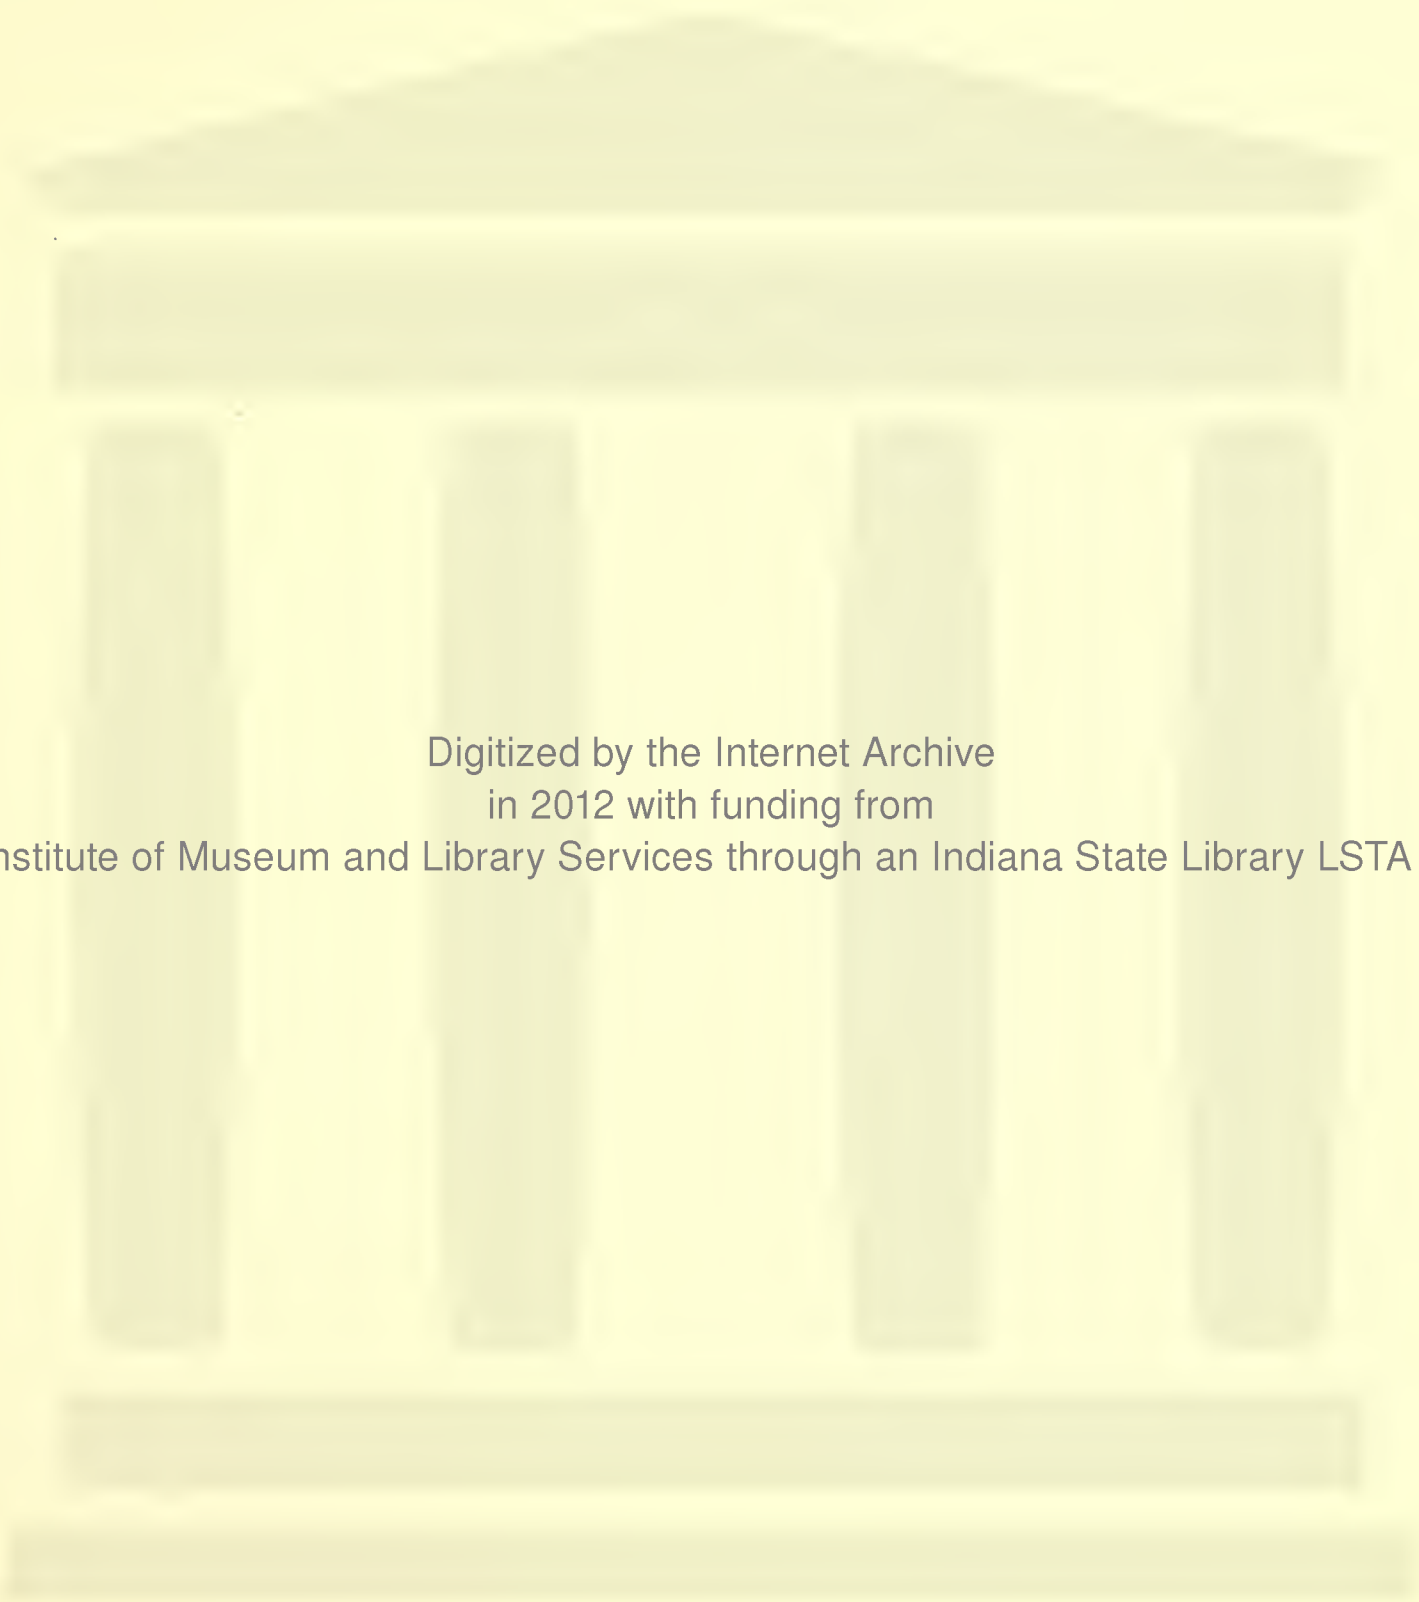 Digitized by the Internet Archive
in 2012 with funding from
nstitute of Museum and Library Services through an Indiana State Library LSTA